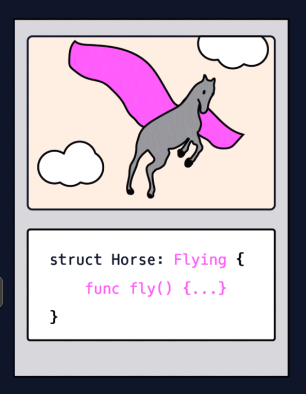 struct Horse: Flying {
func fly() {...}
}